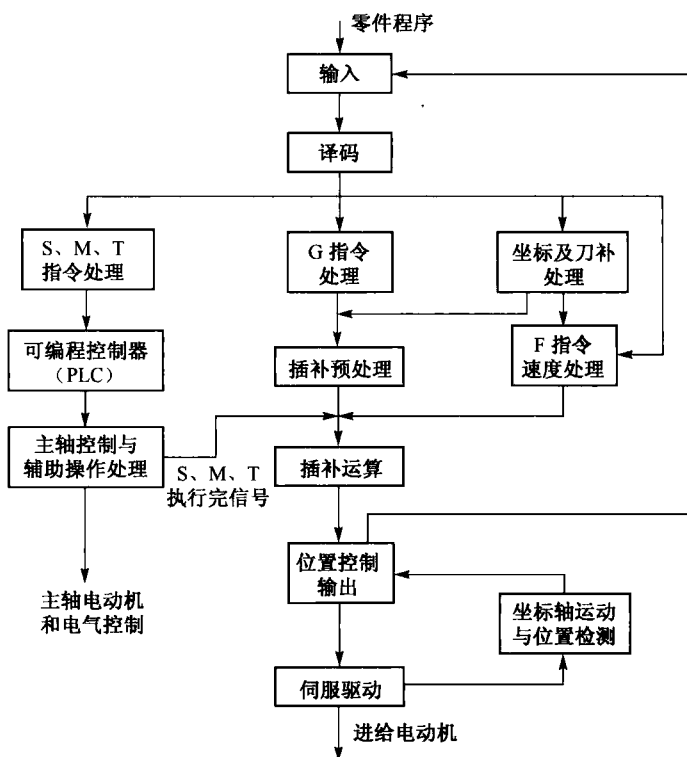 零件程序
输入
译码
S、M、T
指令处理
G 指令
处理
坐标及刀补
处理
可编程控制器
（PLC）
插补预处理
F 指令
速度处理
主轴控制与
辅助操作处理
S、M、T
执行完信号
插补运算
位置控制
输出
主轴电动机
和电气控制
坐标轴运动
与位置检测
伺服驱动
进给电动机